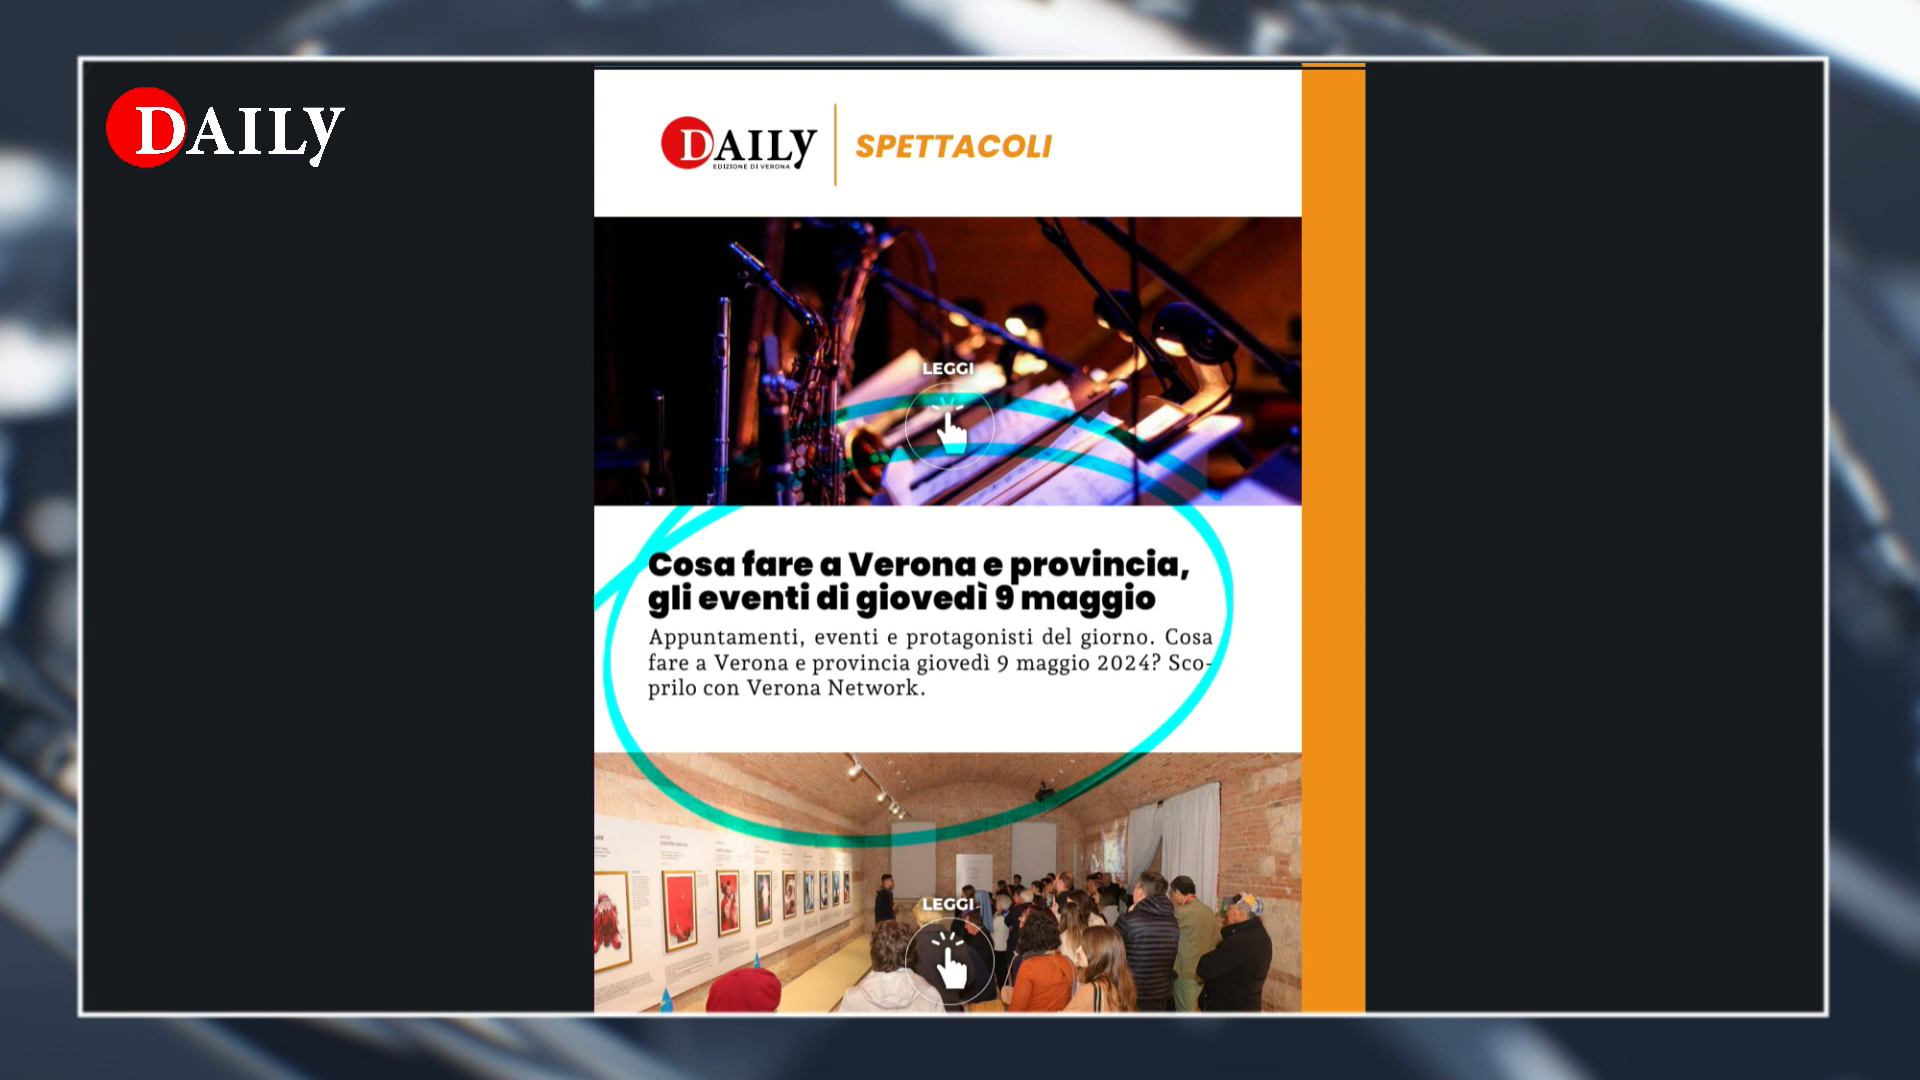 DAILY
DAILY
EDIZIONE DI VERONA
SPETTACOLI
LEGGI
Cosa fare a Verona e provincia,
gli eventi di giovedì 9 maggio
Appuntamenti, eventi e protagonisti del giorno. Cosa
fare a Verona e provincia giovedì 9 maggio 2024? Sco-
prilo con Verona Network.
LEGGI